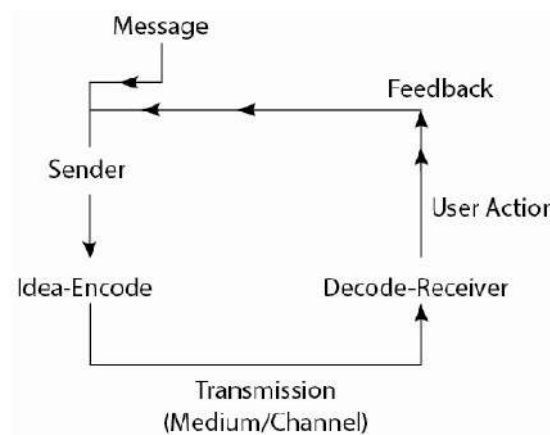 Message
Feedback
Sender
User Action
Idea-Encode
Decode-Receiver
Transmission
(Medium/Channel)